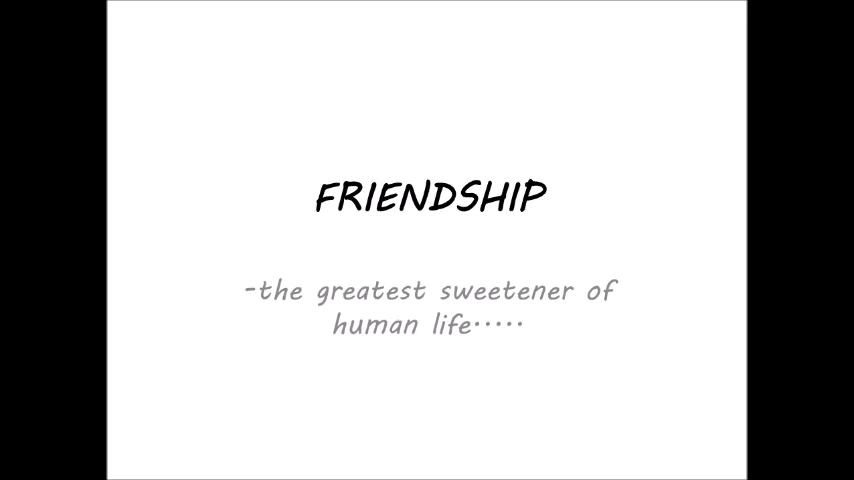 FRIENDSHIP
-the greatest sweetener of
human life.....